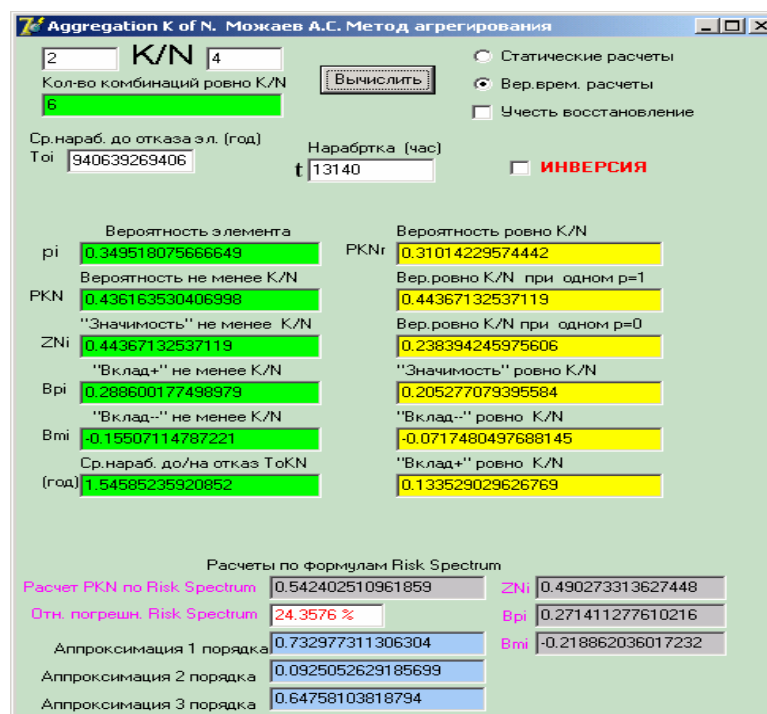 Aggregation K of N. Можаев А.С. Метод агрегирования
2 K/N 4
Вычислить
Статические расчеты
Кол-во комбинаций ровно K/N
Вер.врем. расчеты
6
Учесть восстановление
Ср.нараб. до отказа эл. (год)
Нарабртка (час)
Toi 940639269406
t 13140
ИНВЕРСИЯ
Вероятность элемента
Вероятность ровно K/N
pi 0.349518075666649
PKNr 0.31014229574442
Вероятность не менее K/N
Вер.ровно K/N при одном p=1
PKN 0.436163530406998
0.44367132537119
"Значимость" не менее K/N
Вер.ровно K/N при одном p=0
ZNi 0.44367132537119
0.238394245975606
"Вклад+" не менее K/N
"Значимость" ровно K/N
Bpi 0.288600177498979
0.205277079395584
"Вклад--" не менее K/N
"Вклад--" ровно K/N
Bmi -0.15507114787221
-0.0717480497688145
Ср.нараб. до/на отказ ToKN
"Вклад+" ровно K/N
(год) 1.54585235920852
0.133529029626769
Расчеты по формулам Risk Spectrum
Расчет PKN по Risk Spectrum 0.542402510961859
ZNi 0.490273313627448
Отн. погрешн. Risk Spectrum 24.3576 %
Bpi 0.271411277610216
Аппроксимация 1 порядка 0.732977311306304
Bmi -0.218862036017232
Аппроксимация 2 порядка 0.0925052629185699
Аппроксимация 3 порядка 0.64758103818794